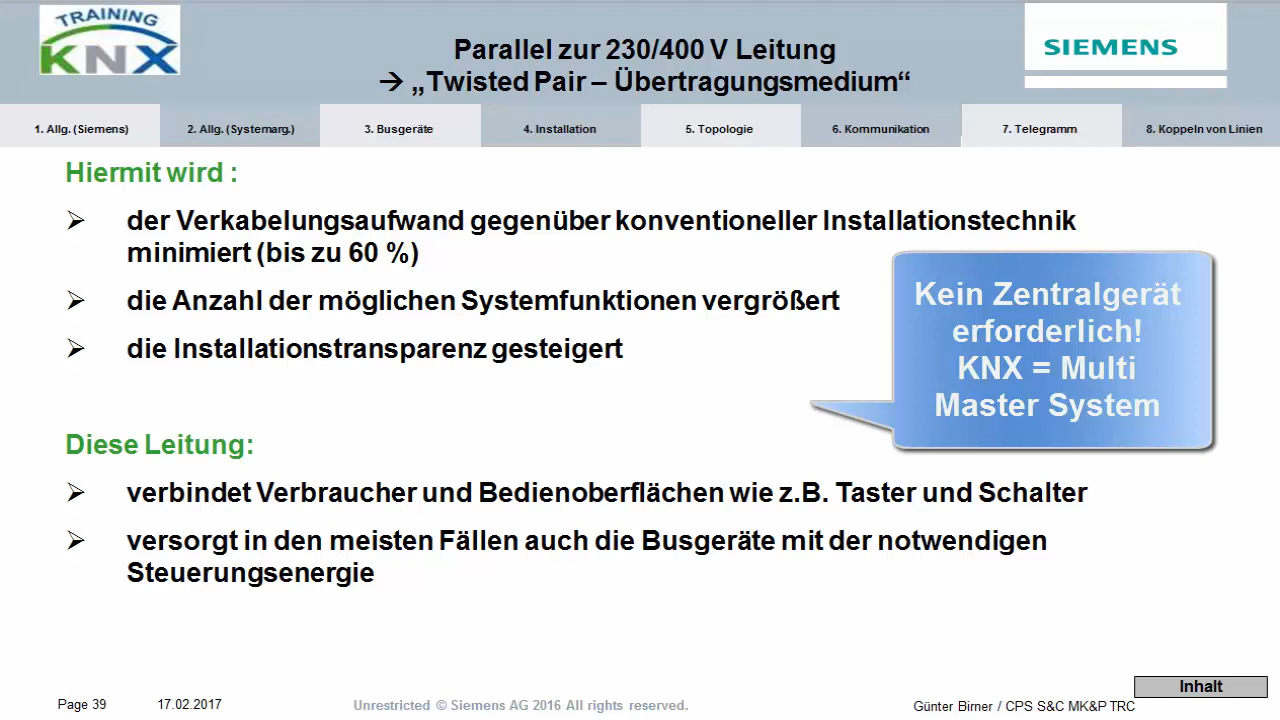 TRAINING
KNX
Parallel zur 230/400 V Leitung
→ „Twisted Pair – Übertragungsmedium“
SIEMENS
1. Allg. (Siemens)
2. Allg. (Systemarg.)
3. Busgeräte
4. Installation
5. Topologie
6. Kommunikation
7. Telegramm
8. Koppeln von Linien
Hiermit wird :
➢ der Verkabelungsaufwand gegenüber konventioneller Installationstechnik
minimiert (bis zu 60 %)
➢ die Anzahl der möglichen Systemfunktionen vergrößert
➢ die Installationstransparenz gesteigert
Kein Zentralgerät
erforderlich!
KNX = Multi
Master System
Diese Leitung:
➢ verbindet Verbraucher und Bedienoberflächen wie z.B. Taster und Schalter
➢ versorgt in den meisten Fällen auch die Busgeräte mit der notwendigen
Steuerungsenergie
Inhalt
Page 39
17.02.2017
Unrestricted © Siemens AG 2016 All rights reserved.
Günter Birner / CPS S&C MK&P TRC